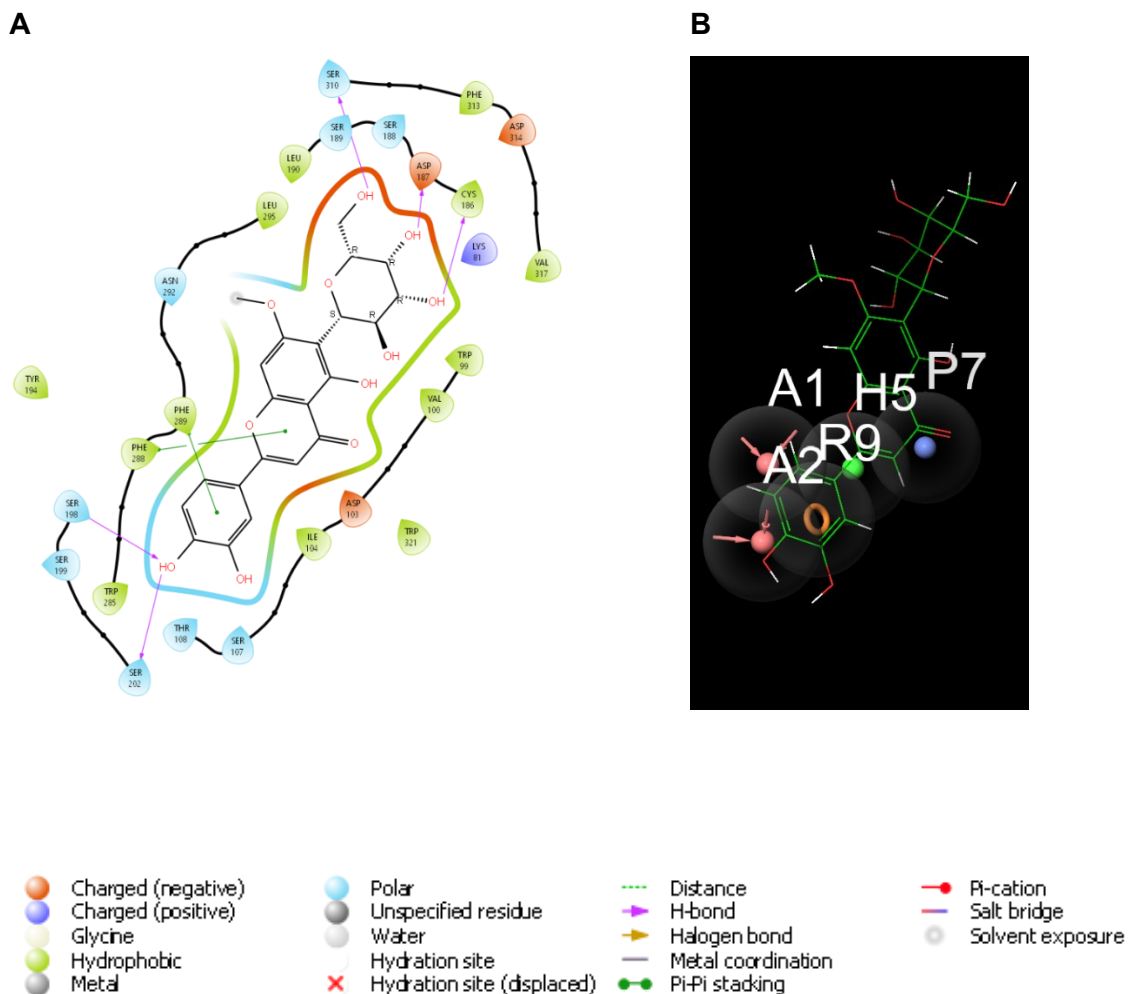 A
B
SER
310
PHE
313
ASP
314
SER
189
SER
188
LEU
190
ASP
187
CYS
186
LEU
295
LYS
81
VAL
317
ASN
292
TRP
99
VAL
100
TYR
194
PHE
289
PHE
288
ASP
103
SER
198
ILE
104
TRP
321
SER
199
TRP
285
THR
108
SER
107
SER
202
OH
R
OH
R
O
R
OH
S
R
O
OH
OH
O
O
HO
OH
A1
H5
P7
R9
A2
Charged (negative)
Charged (positive)
Glycine
Hydrophobic
Metal
Polar
Unspecified residue
Water
Hydration site
Hydration site (displaced)
Distance
H-bond
Halogen bond
Metal coordination
Pi-Pi stacking
Pi-cation
Salt bridge
Solvent exposure